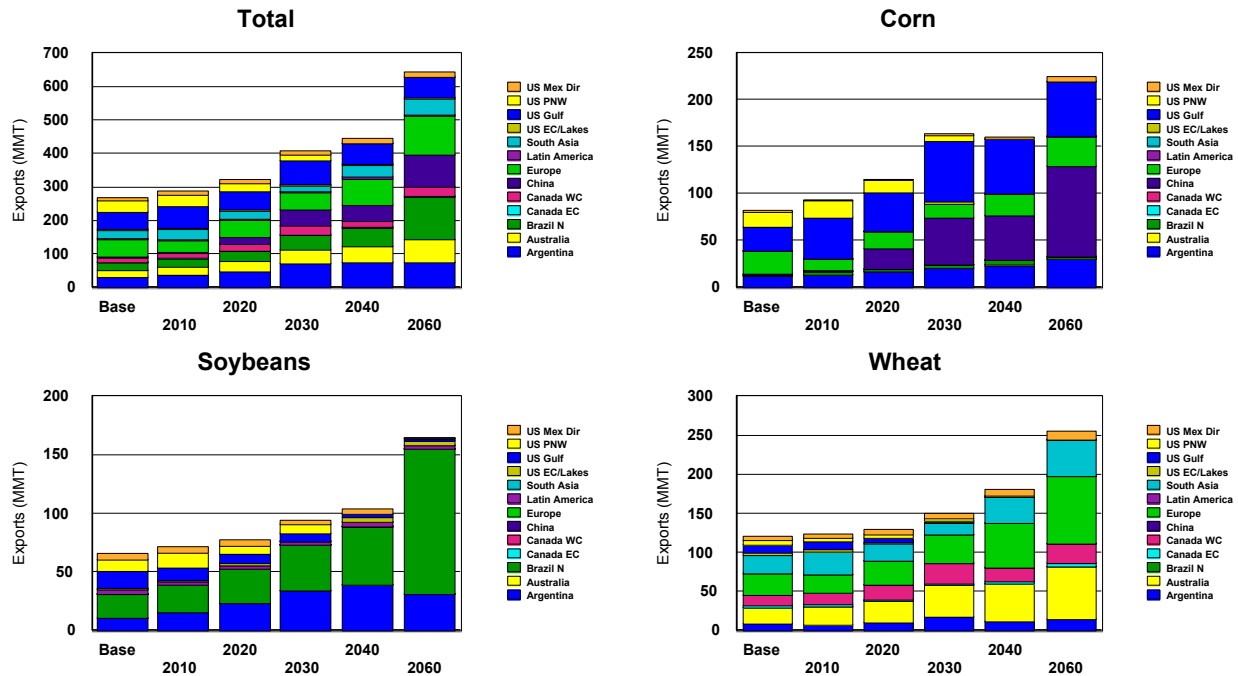 Total
Exports (MMT)
700
600
500
400
300
200
100
0
Base
2010
2020
2030
2040
2060
US Mex Dir
US PNW
US Gulf
US EC/Lakes
South Asia
Latin America
Europe
China
Canada WC
Canada EC
Brazil N
Australia
Argentina
Corn
Exports (MMT)
250
200
150
100
50
0
Base
2010
2020
2030
2040
2060
US Mex Dir
US PNW
US Gulf
US EC/Lakes
South Asia
Latin America
Europe
China
Canada WC
Canada EC
Brazil N
Australia
Argentina
Soybeans
Exports (MMT)
200
150
100
50
0
Base
2010
2020
2030
2040
2060
US Mex Dir
US PNW
US Gulf
US EC/Lakes
South Asia
Latin America
Europe
China
Canada WC
Canada EC
Brazil N
Australia
Argentina
Wheat
Exports (MMT)
300
250
200
150
100
50
0
Base
2010
2020
2030
2040
2060
US Mex Dir
US PNW
US Gulf
US EC/Lakes
South Asia
Latin America
Europe
China
Canada WC
Canada EC
Brazil N
Australia
Argentina